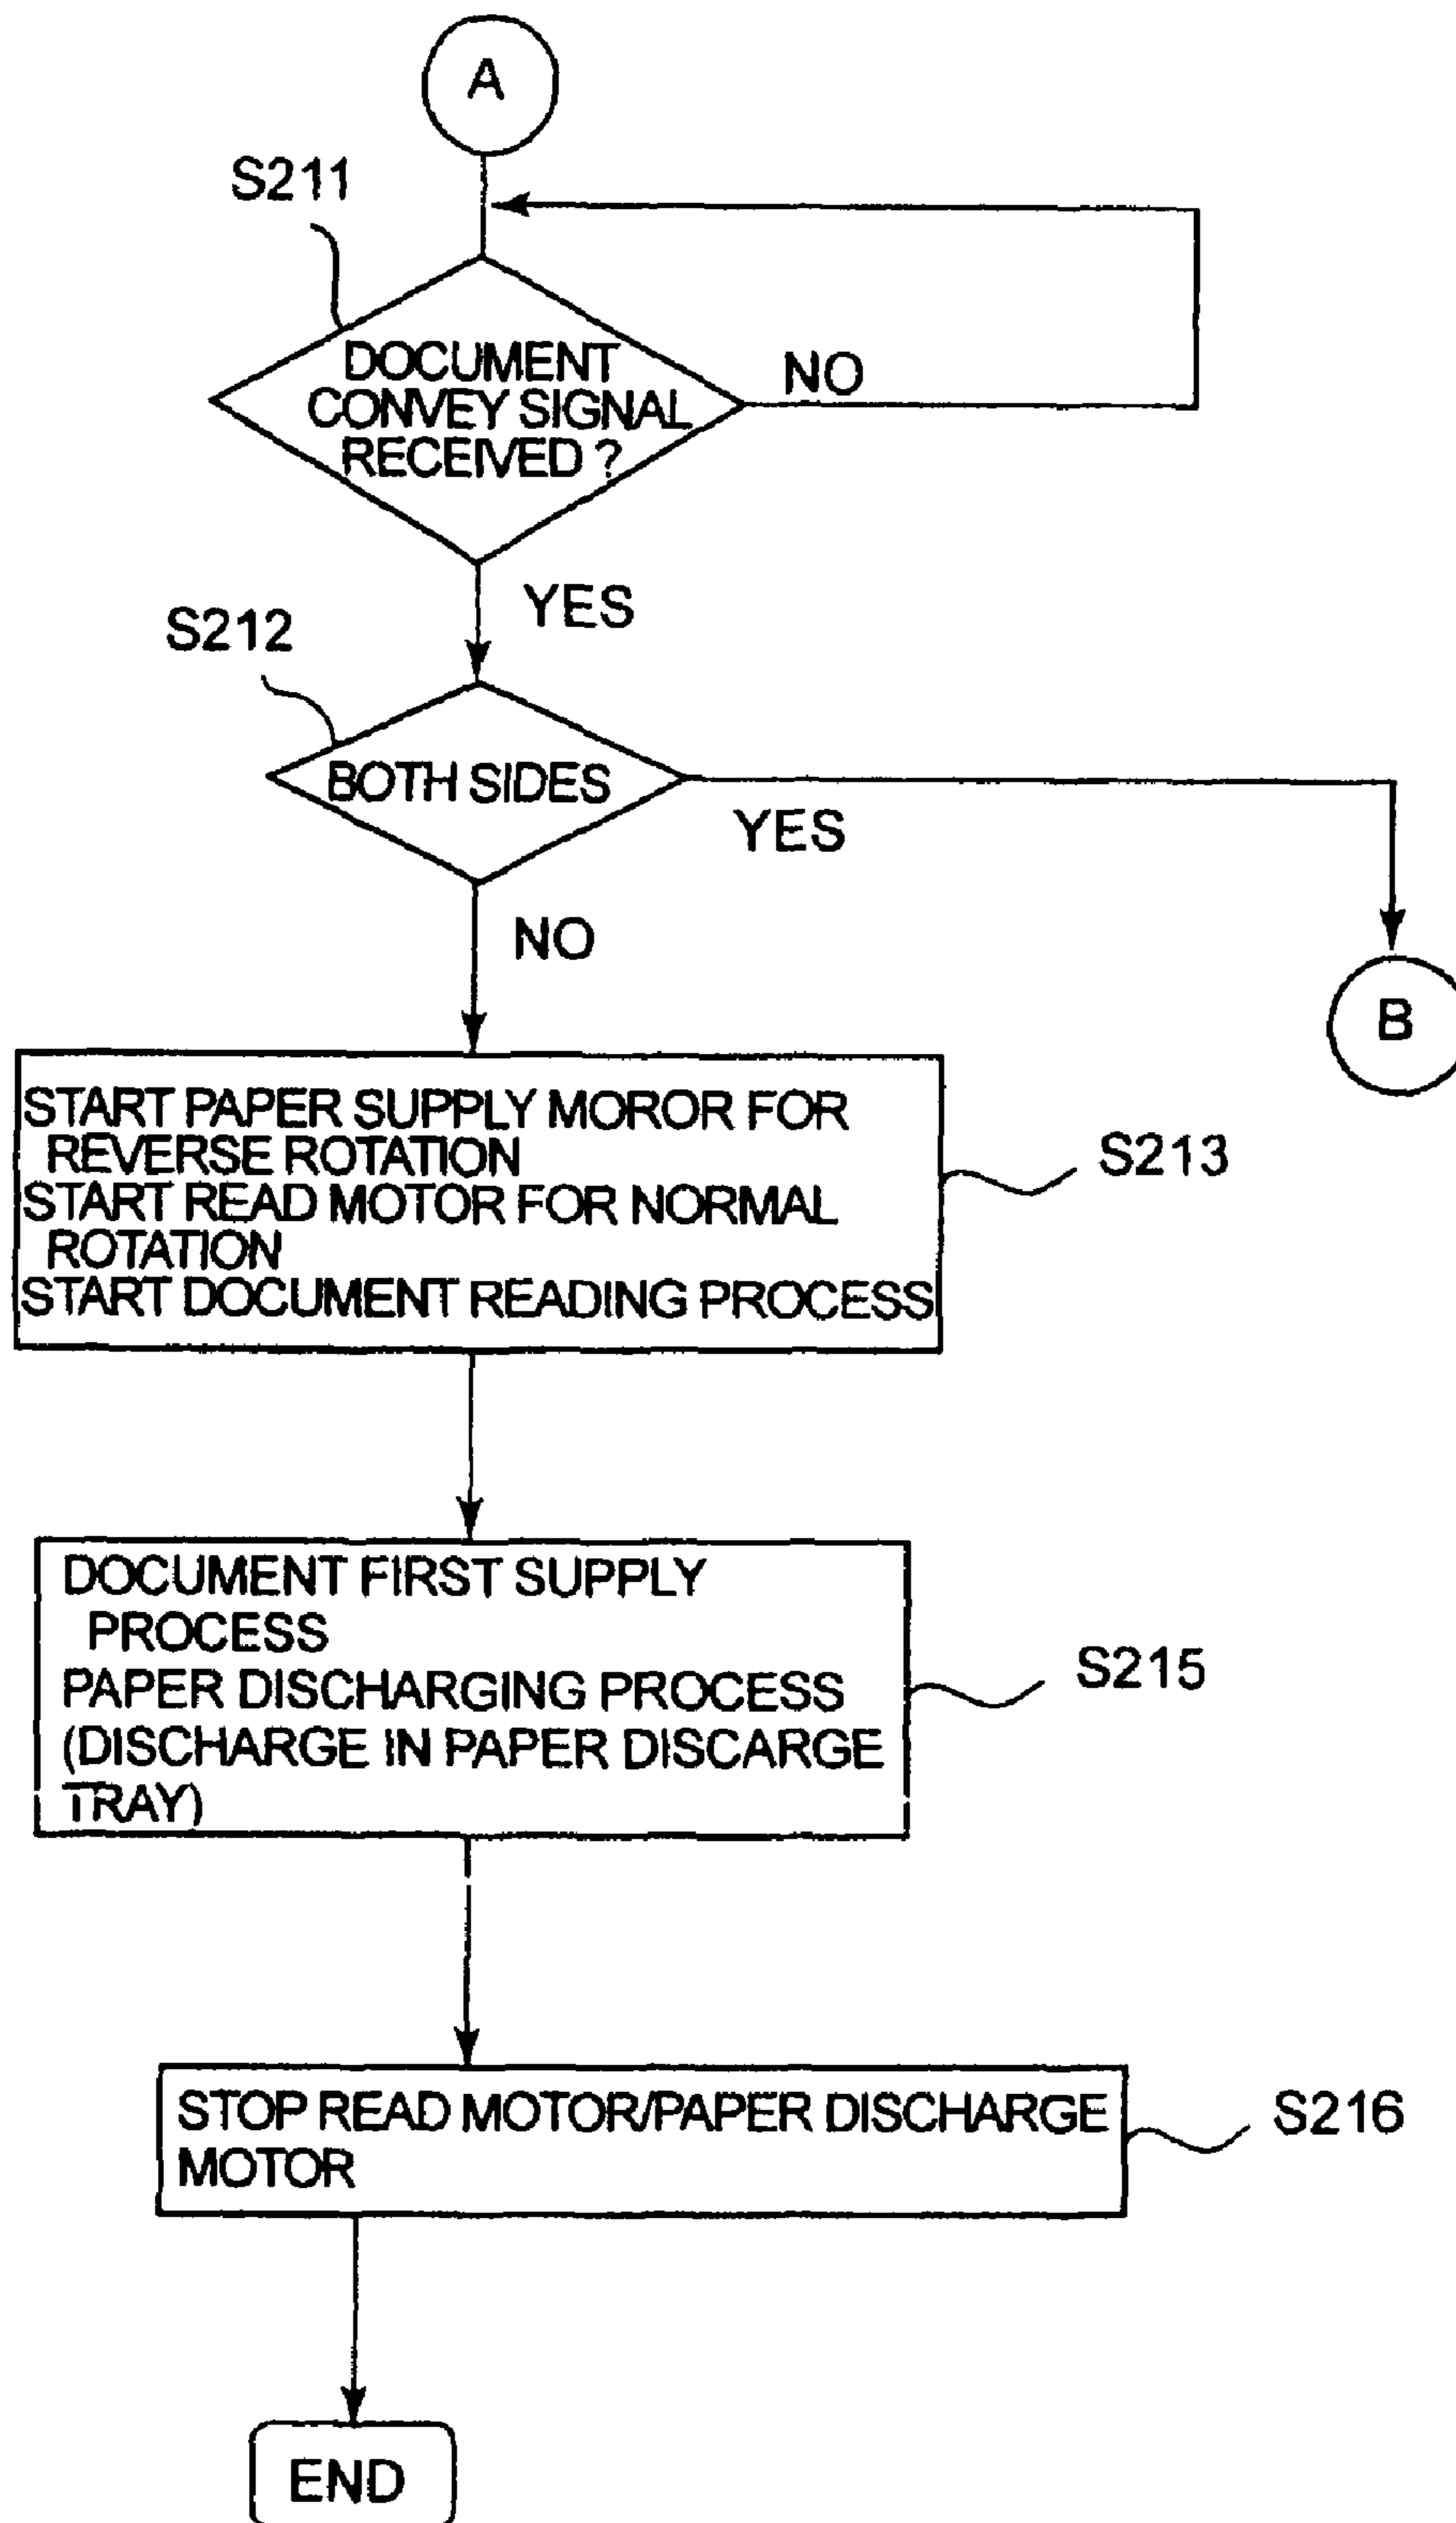 A
S211
DOCUMENT
CONVEY SIGNAL
RECEIVED ?
NO
YES
S212
BOTH SIDES
YES
NO
B
START PAPER SUPPLY MOROR FOR
REVERSE ROTATION
START READ MOTOR FOR NORMAL
ROTATION
START DOCUMENT READING PROCESS
S213
DOCUMENT FIRST SUPPLY
PROCESS
PAPER DISCHARGING PROCESS
(DISCHARGE IN PAPER DISCARGE
TRAY)
S215
STOP READ MOTOR/PAPER DISCHARGE
MOTOR
S216
END